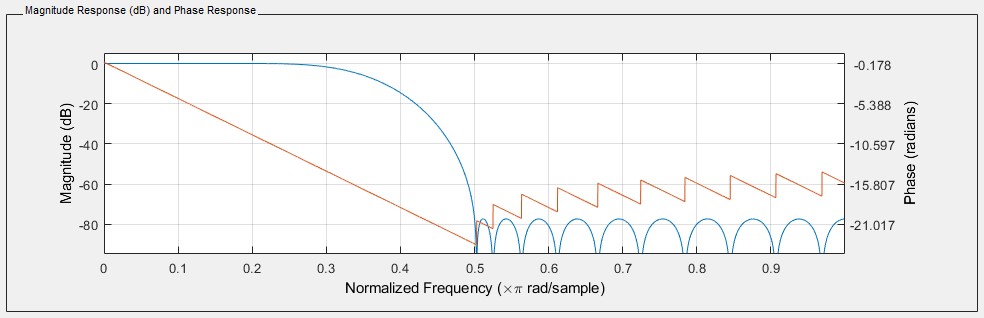 Magnitude Response (dB) and Phase Response
0
-20
-40
-60
-80
Magnitude (dB)
-0.178
-5.388
-10.597
-15.807
-21.017
Phase (radians)
0 0.1 0.2 0.3 0.4 0.5 0.6 0.7 0.8 0.9
Normalized Frequency (×π rad/sample)